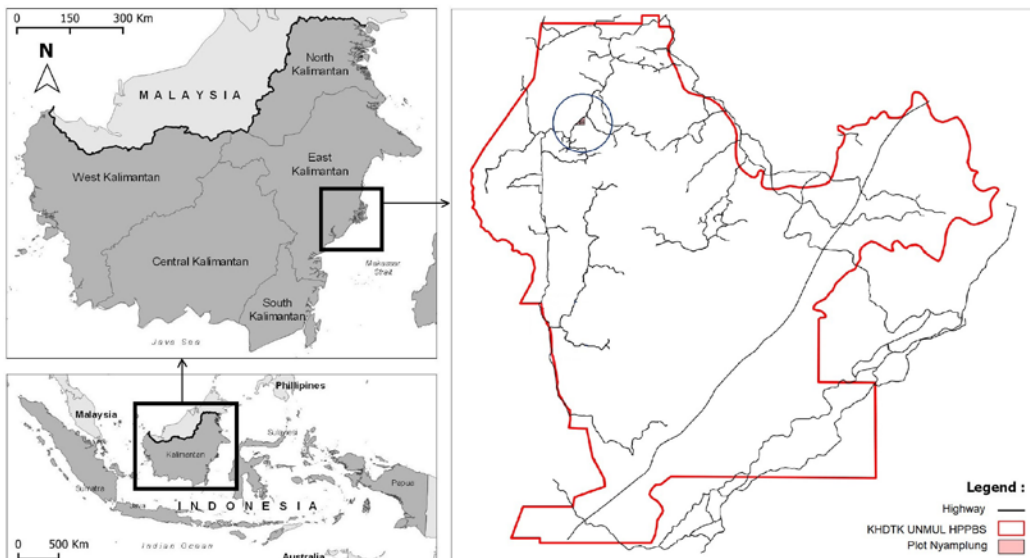 0 150 300 Km
N
North
Kalimantan
MALAYSIA
East
Kalimantan
West Kalimantan
Central Kalimantan
Makassar
Strait
South
Kalimantan
Java Sea
Phillipines
Malaysia
Kalimantan
Sulawesi
Sumatra
Papua
Java
INDONESIA
Indian Ocean
0 500 Km
Australia
Legend :
Highway
KHDTK UNMUL HPPBS
Plot Nyamplung